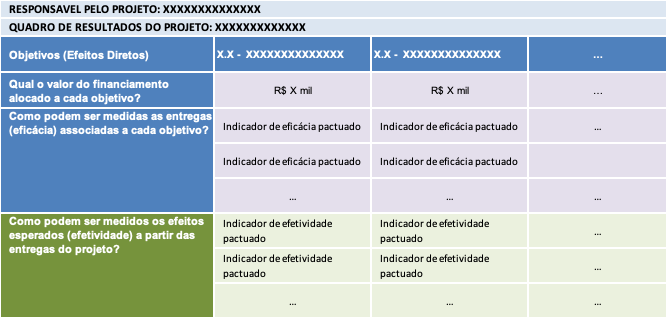 RESPONSAVEL PELO PROJETO: XXXXXXXXXXXXXX
QUADRO DE RESULTADOS DO PROJETO: XXXXXXXXXXXXX
Objetivos (Efeitos Diretos) X.X - XXXXXXXXXXXXXX X.X - XXXXXXXXXXXXXX ...
Qual o valor do financiamento
alocado a cada objetivo? R$ X mil R$ X mil ...
Como podem ser medidas as entregas
(eficácia) associadas a cada objetivo? Indicador de eficácia pactuado Indicador de eficácia pactuado ...
Indicador de eficácia pactuado Indicador de eficácia pactuado
... ...
Como podem ser medidos os efeitos
esperados (efetividade) a partir das
entregas do projeto?
Indicador de efetividade
pactuado
Indicador de efetividade
pactuado
...
Indicador de efetividade
pactuado
Indicador de efetividade
pactuado
...
... ... ...